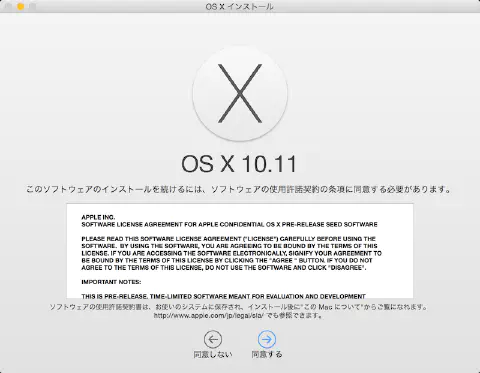 OS X インストール
X
OS X 10.11
このソフトウェアのインストールを続けるには、ソフトウェアの使用許諾契約の条項に同意する必要があります。
APPLE INC.
SOFTWARE LICENSE AGREEMENT FOR APPLE CONFIDENTIAL OS X PRE-RELEASE SEED SOFTWARE
PLEASE READ THIS SOFTWARE LICENSE AGREEMENT ("LICENSE") CAREFULLY BEFORE USING THE
SOFTWARE. BY USING THE SOFTWARE, YOU ARE AGREEING TO BE BOUND BY THE TERMS OF THIS
LICENSE. IF YOU ARE ACCESSING THE SOFTWARE ELECTRONICALLY, SIGNIFY YOUR AGREEMENT TO
BE BOUND BY THE TERMS OF THIS LICENSE BY CLICKING THE "AGREE " BUTTON. IF YOU DO NOT
AGREE TO THE TERMS OF THIS LICENSE, DO NOT USE THE SOFTWARE AND CLICK "DISAGREE".
IMPORTANT NOTES:
THIS IS PRE-RELEASE, TIME-LIMITED SOFTWARE MEANT FOR EVALUATION AND DEVELOPMENT
ソフトウェアの使用許諾契約書は、お使いのシステムに保存され、インストール後に"この Mac について"からご覧になれます。
http://www.apple.com/jp/legal/sla/ でも参照できます。
同意しない 同意する